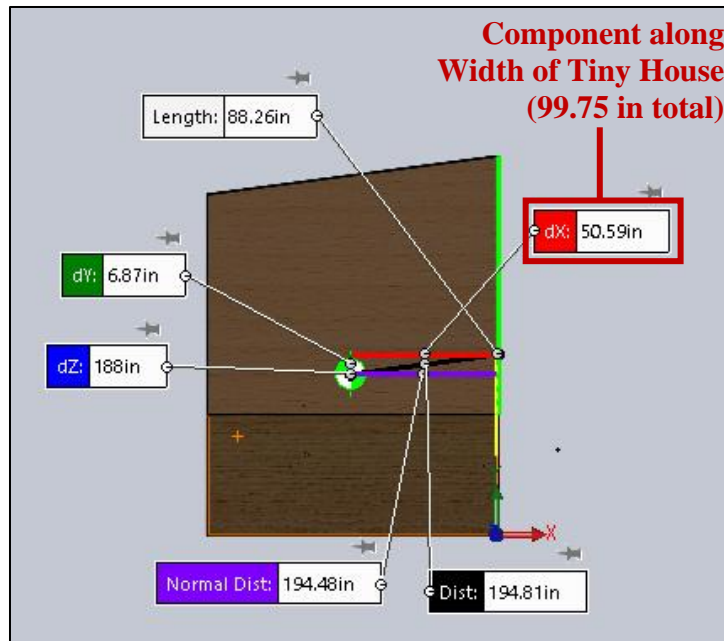 Component along
Width of Tiny House
(99.75 in total)
Length: 88.26in
dX: 50.59in
dY: 6.87in
dZ: 188in
X
Normal Dist: 194.48in
Dist: 194.81in